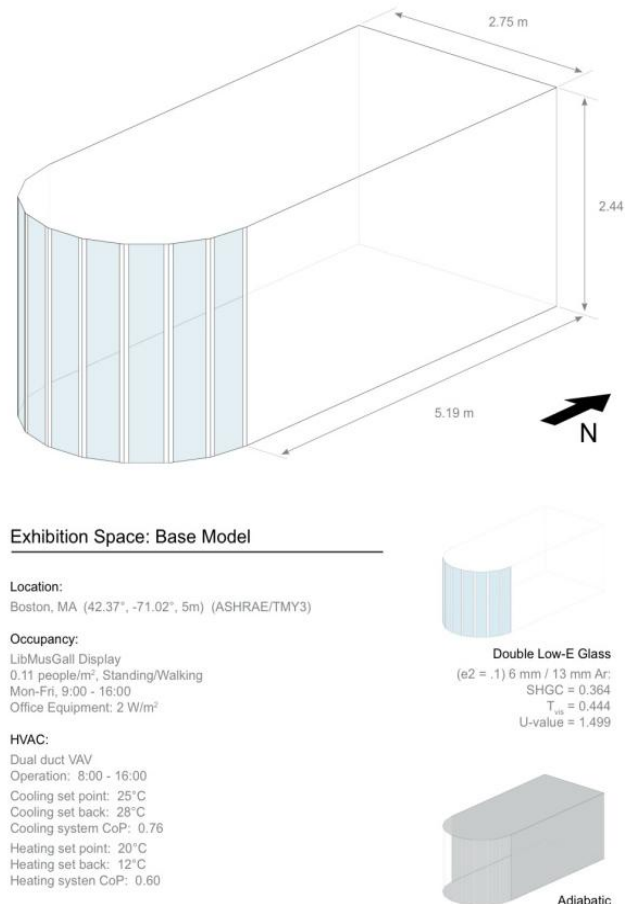 2.75 m
2.44
5.19 m
N
Exhibition Space: Base Model
Location:
Boston, MA (42.37°, -71.02°, 5m) (ASHRAE/TMY3)
Occupancy:
LibMusGall Display
0.11 people/m², Standing/Walking
Mon-Fri, 9:00 - 16:00
Office Equipment: 2 W/m²
HVAC:
Dual duct VAV
Operation: 8:00 - 16:00
Cooling set point: 25°C
Cooling set back: 28°C
Cooling system CoP: 0.76
Heating set point: 20°C
Heating set back: 12°C
Heating systen CoP: 0.60
Double Low-E Glass
(e2 = .1) 6 mm / 13 mm Ar:
SHGC = 0.364
Tvis = 0.444
U-value = 1.499
Adiabatic